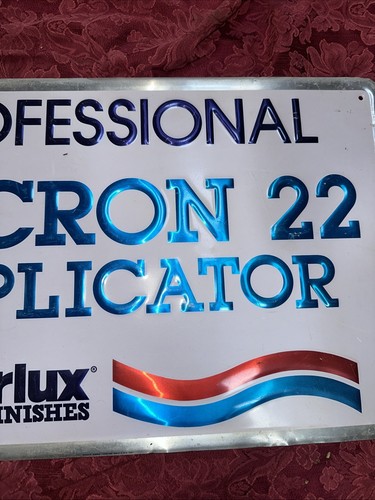 OFESSIONAL
CRON 22
PLICATOR
rlux®
INISHES